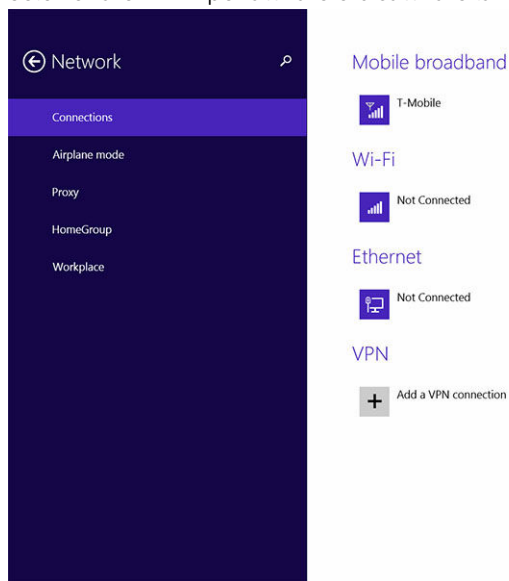 Network
Connections
Airplane mode
Proxy
HomeGroup
Workplace
Mobile broadband
T-Mobile
Wi-Fi
Not Connected
Ethernet
Not Connected
VPN
Add a VPN connection